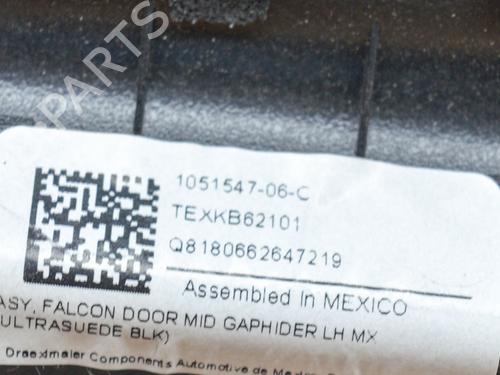 PARTS
1051547-06-C
TEXKB62101
Q8180662647219
Assembled In MEXICO
ASY, FALCON DOOR MID GAPHIDER LH MX
ULTRASUEDE BLK)
Draexlmaier Components Automotive de Mexico